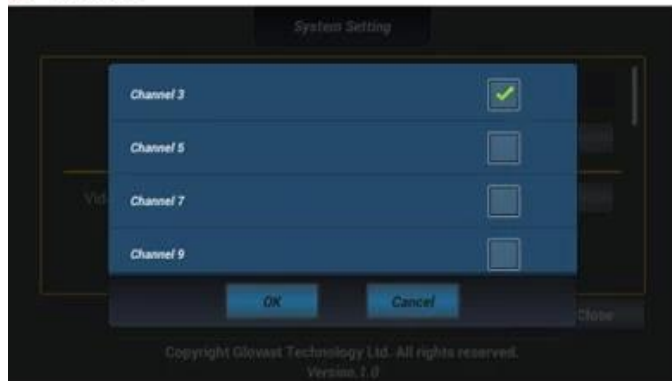 System Setting
Channel 3
Channel 5
Channel 7
Vid
Channel 9
OK
Cancel
Close
Copyright Glovast Technology Ltd. All rights reserved.
Version.1.0